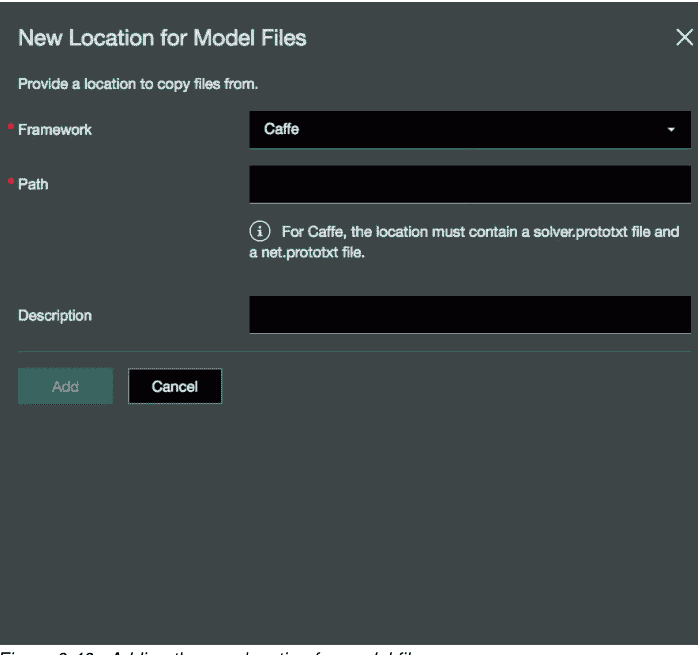 New Location for Model Files
Provide a location to copy files from.
Framework
Caffe
Path
For Caffe, the location must contain a solver.prototxt file and
a net.prototxt file.
Description
Add
Cancel